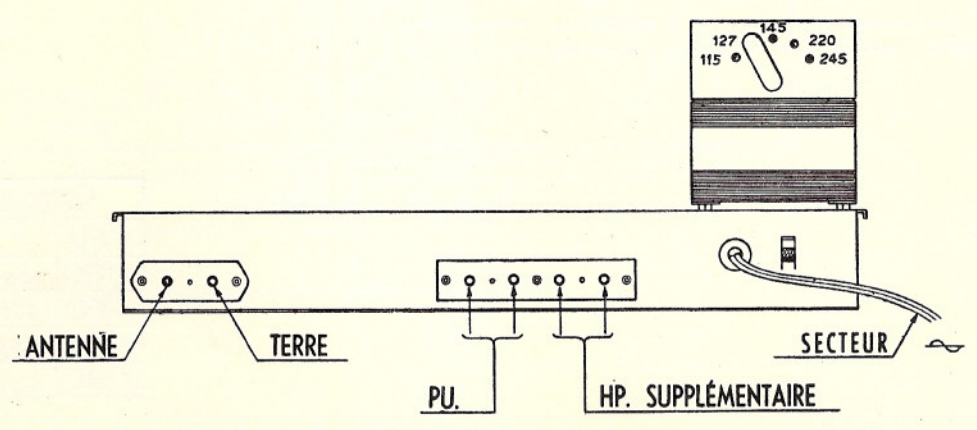 145
127
220
115
245
ANTENNE
TERRE
SECTEUR
PU.
HP. SUPPLÉMENTAIRE